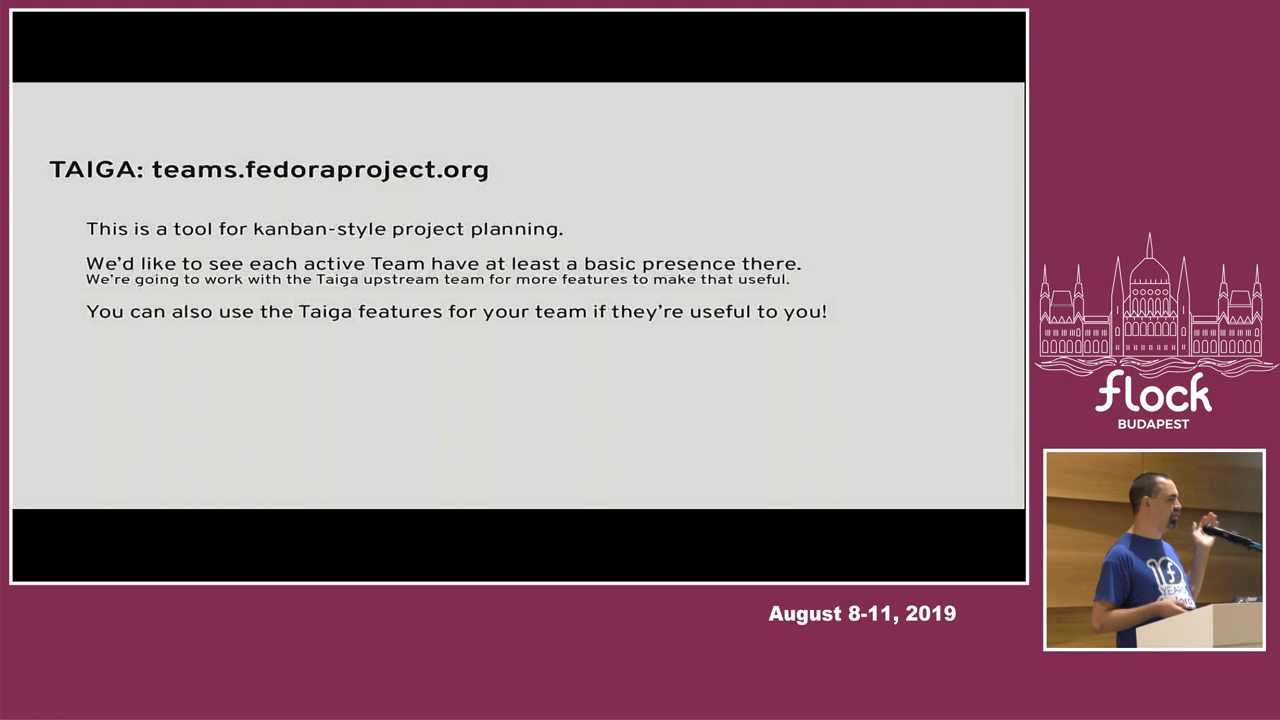 TAIGA: teams.fedoraproject.org
This is a tool for kanban-style project planning.
We'd like to see each active Team have at least a basic presence there.
We're going to work with the Taiga upstream team for more features to make that useful.
You can also use the Taiga features for your team if they're useful to you!
flock
BUDAPEST
10
YEARS
August 8-11, 2019